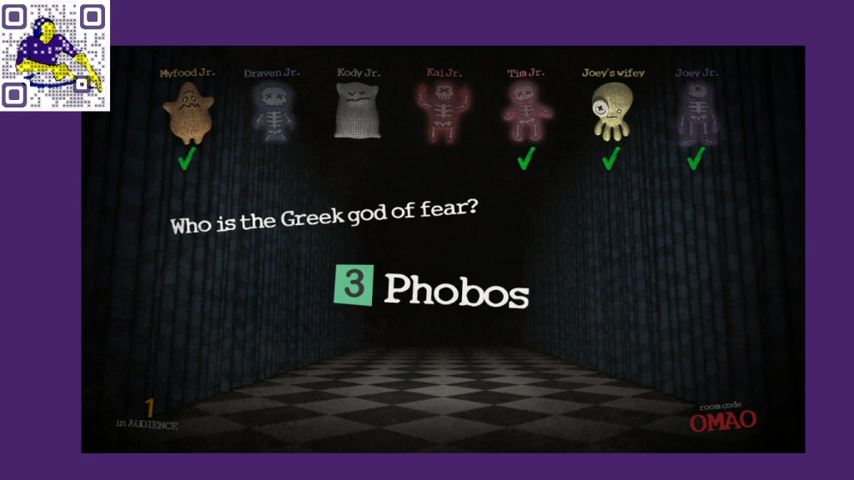 Myfood Jr. Draven Jr. Kody Jr. Kai Jr. Tim Jr. Joey's wifey Joey Jr.
Who is the Greek god of fear?
3 Phobos
1
in AUDIENCE
room code
OMAO